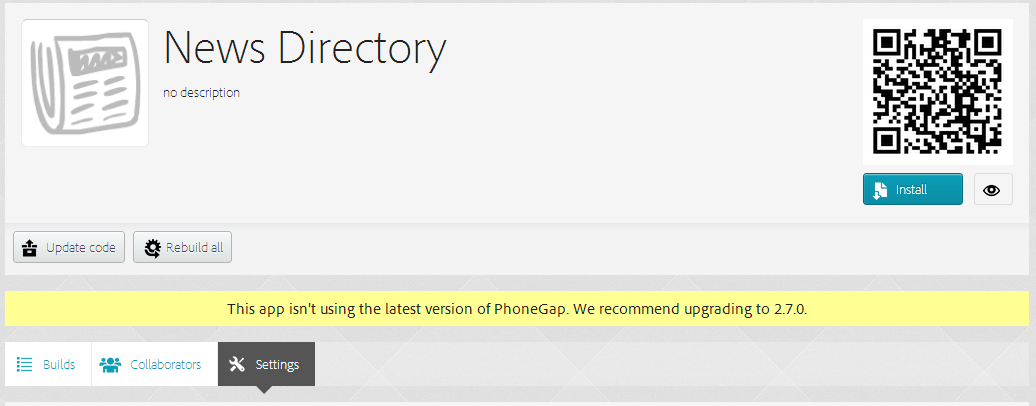 News Directory
no description
Install
Update code
Rebuild all
This app isn't using the latest version of PhoneGap. We recommend upgrading to 2.7.0.
Builds
Collaborators
Settings